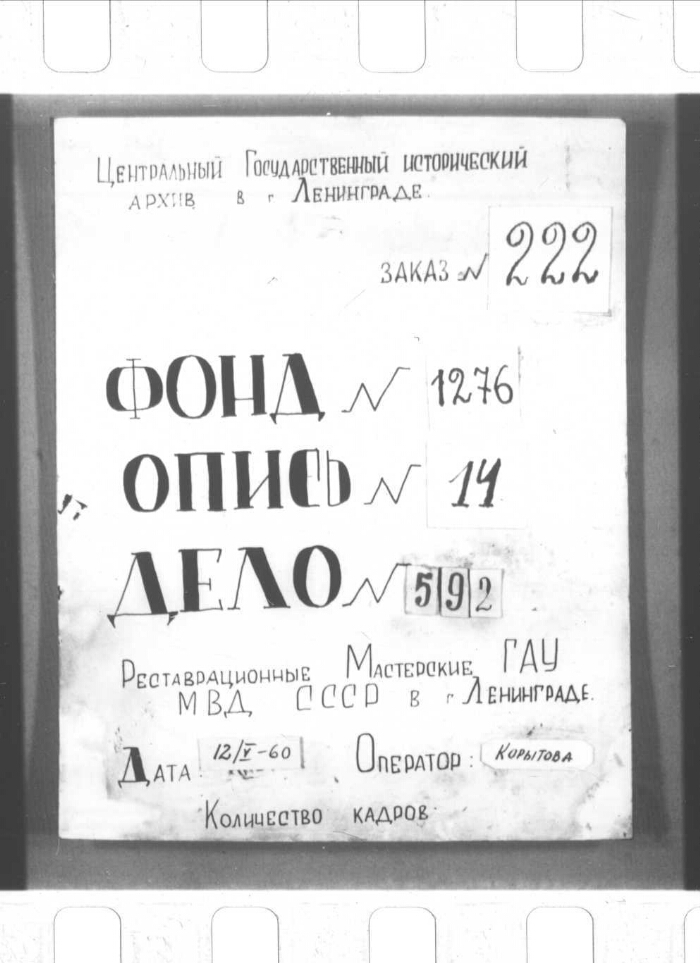 Центральный Государственный исторический
архив в г Ленинграде.
заказ № 222
ФОНД № 1276
ОПИСЬ № 14
ДЕЛО № 592
Реставрационные Мастерские ГАУ
МВД СССР в г Ленинграде.
Дата: 12/V-60 Оператор: Корытова
Количество кадров